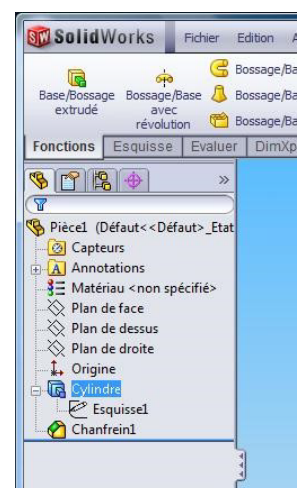 SolidWorks Fichier Edition A
Base/Bossage extrudé
Bossage/Base avec révolution
Bossage/Ba
Bossage/Ba
Bossage/Ba
Fonctions Esquisse Evaluer DimXp
Pièce1 (Défaut<<Défaut>_Etat
Capteurs
Annotations
Matériau <non spécifié>
Plan de face
Plan de dessus
Plan de droite
Origine
Cylindre
Esquisse1
Chanfrein1